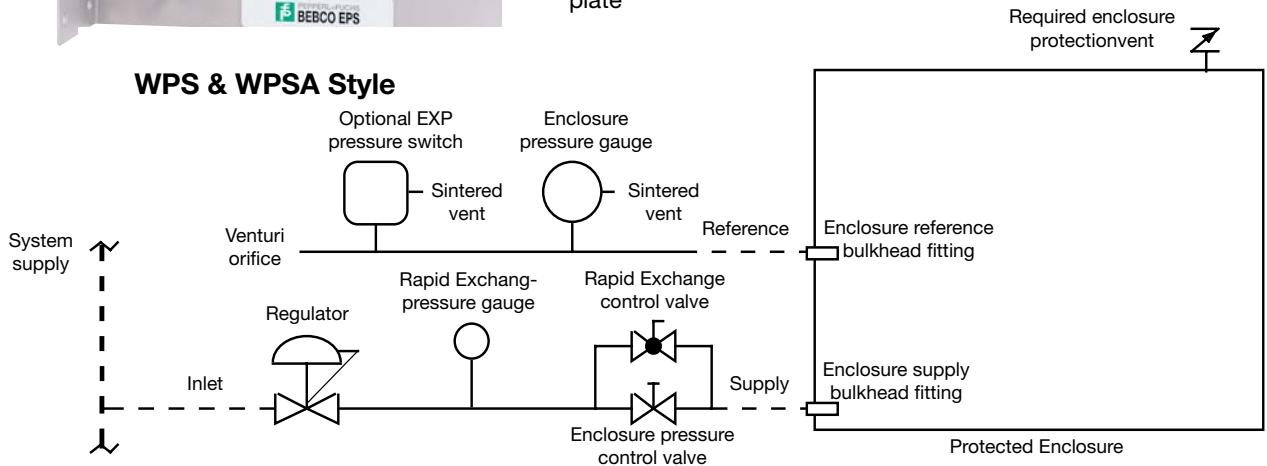 PEPPERL+FUCHS
BEBCO EPS
plate
WPS & WPSA Style
Required enclosure
protectionvent
Optional EXP
pressure switch
Enclosure
pressure gauge
Sintered
vent
Sintered
vent
System
supply
Venturi
orifice
Reference
Enclosure reference
bulkhead fitting
Rapid Exchang-
pressure gauge
Rapid Exchange
control valve
Regulator
Inlet
Supply
Enclosure supply
bulkhead fitting
Enclosure pressure
control valve
Protected Enclosure